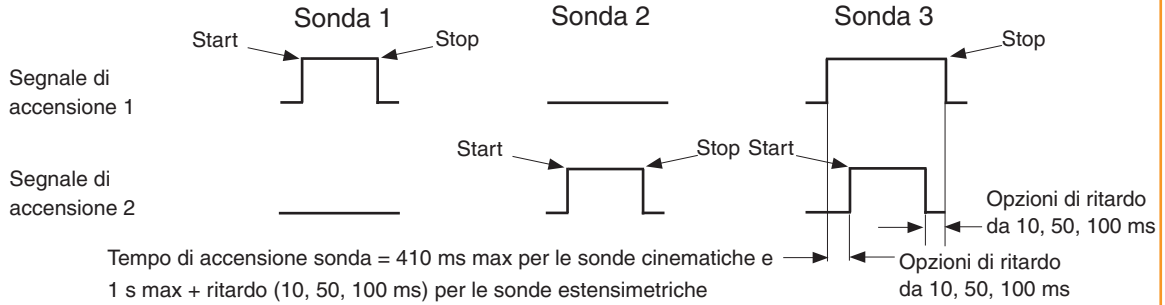 Sonda 1
Sonda 2
Sonda 3
Start
Stop
Stop
Segnale di
accensione 1
Start
Stop
Start
Segnale di
accensione 2
Opzioni di ritardo
da 10, 50, 100 ms
Tempo di accensione sonda = 410 ms max per le sonde cinematiche e
1 s max + ritardo (10, 50, 100 ms) per le sonde estensimetriche
Opzioni di ritardo
da 10, 50, 100 ms